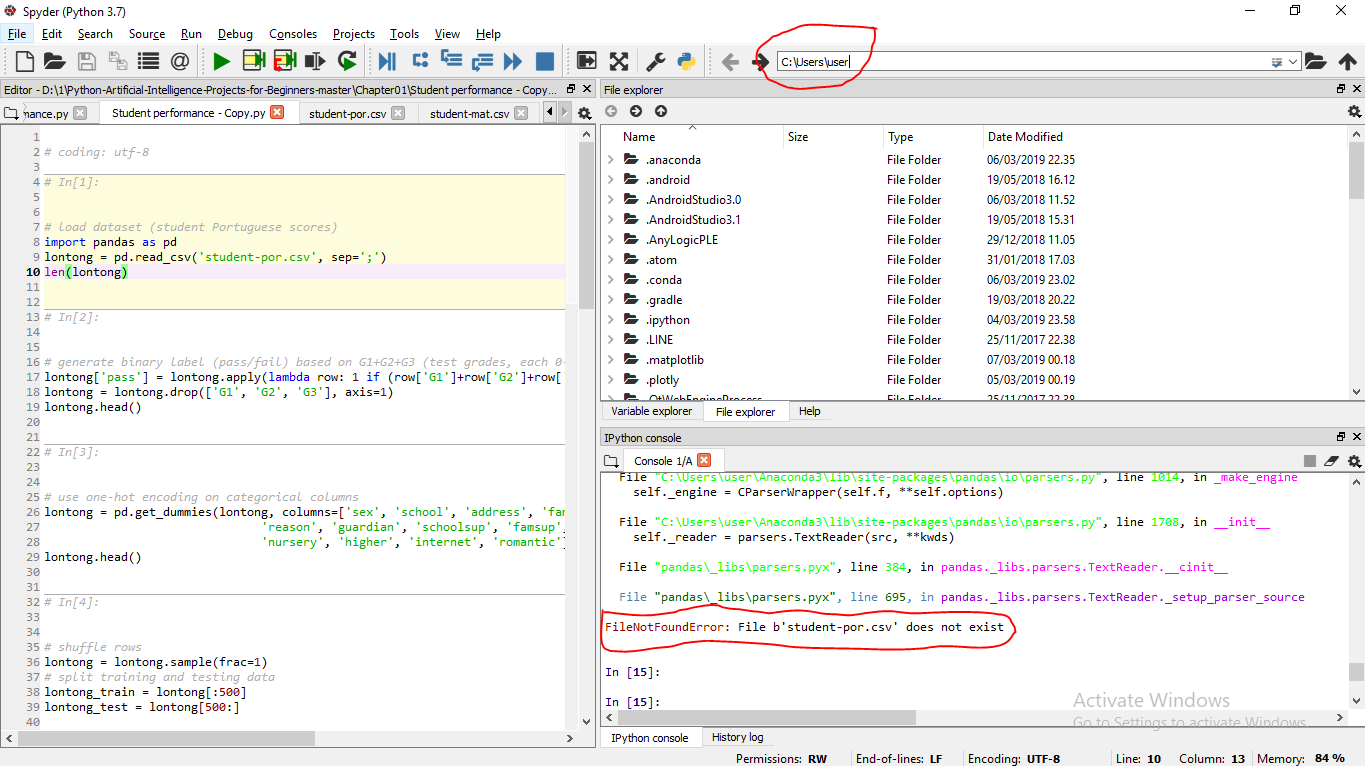 Spyder (Python 3.7)
File Edit Search Source Run Debug Consoles Projects Tools View Help
C:\Users\user
Editor - D:\1\Python-Artificial-Intelligence-Projects-for-Beginners-master\Chapter01\Student performance - Copy....
mance.py Student performance - Copy.py student-por.csv student-mat.csv
1
2 # coding: utf-8
3
4 # In[1]:
5
6
7 # load dataset (student Portuguese scores)
8 import pandas as pd
9 lontong = pd.read_csv('student-por.csv', sep=';')
10 len(lontong)
11
12
13 # In[2]:
14
15
16 # generate binary label (pass/fail) based on G1+G2+G3 (test grades, each 0-
17 lontong['pass'] = lontong.apply(lambda row: 1 if (row['G1']+row['G2']+row['
18 lontong = lontong.drop(['G1', 'G2', 'G3'], axis=1)
19 lontong.head()
20
21
22 # In[3]:
23
24
25 # use one-hot encoding on categorical columns
26 lontong = pd.get_dummies(lontong, columns=['sex', 'school', 'address', 'fam
27 'reason', 'guardian', 'schoolsup', 'famsup',
28 'nursery', 'higher', 'internet', 'romantic']
29 lontong.head()
30
31
32 # In[4]:
33
34
35 # shuffle rows
36 lontong = lontong.sample(frac=1)
37 # split training and testing data
38 lontong_train = lontong[:500]
39 lontong_test = lontong[500:]
40
File explorer
Name Size Type Date Modified
.anaconda File Folder 06/03/2019 22.35
.android File Folder 19/05/2018 16.12
.AndroidStudio3.0 File Folder 06/03/2018 11.52
.AndroidStudio3.1 File Folder 19/05/2018 15.31
.AnyLogicPLE File Folder 29/12/2018 11.05
.atom File Folder 31/01/2018 17.03
.conda File Folder 06/03/2019 23.02
.gradle File Folder 19/03/2018 20.22
.ipython File Folder 04/03/2019 23.58
.LINE File Folder 25/11/2017 22.38
.matplotlib File Folder 07/03/2019 00.18
.plotly File Folder 05/03/2019 00.19
.QtWebEngineProcess File Folder 25/11/2017 22.38
Variable explorer File explorer Help
IPython console
Console 1/A
File "C:\Users\user\Anaconda3\lib\site-packages\pandas\io\parsers.py", line 1014, in _make_engine
self._engine = CParserWrapper(self.f, **self.options)
File "C:\Users\user\Anaconda3\lib\site-packages\pandas\io\parsers.py", line 1708, in __init__
self._reader = parsers.TextReader(src, **kwds)
File "pandas\_libs\parsers.pyx", line 384, in pandas._libs.parsers.TextReader.__cinit__
File "pandas\_libs\parsers.pyx", line 695, in pandas._libs.parsers.TextReader._setup_parser_source
FileNotFoundError: File b'student-por.csv' does not exist
In [15]:
In [15]:
Activate Windows
Go to Settings to activate Windows.
IPython console History log
Permissions: RW End-of-lines: LF Encoding: UTF-8 Line: 10 Column: 13 Memory: 84 %